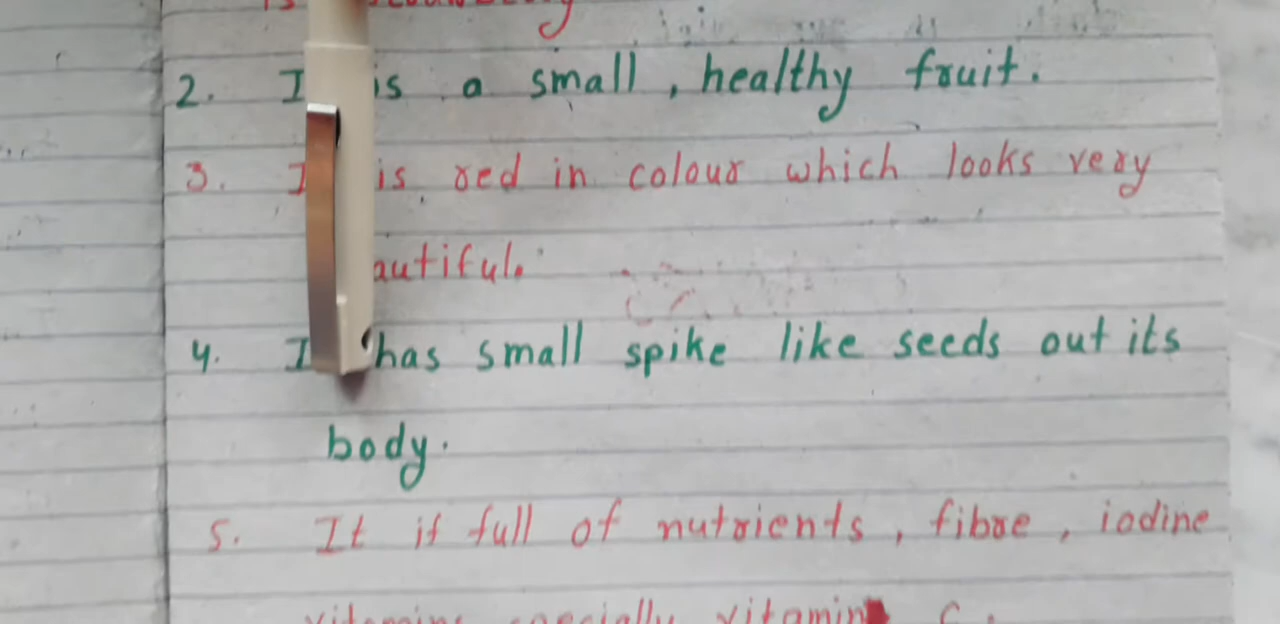 2. I is a small, healthy fruit.
3. I is red in colour which looks very
autiful.
4. I has small spike like seeds out its
body.
5. It if full of nutrients, fibre, iodine
vitamin C.